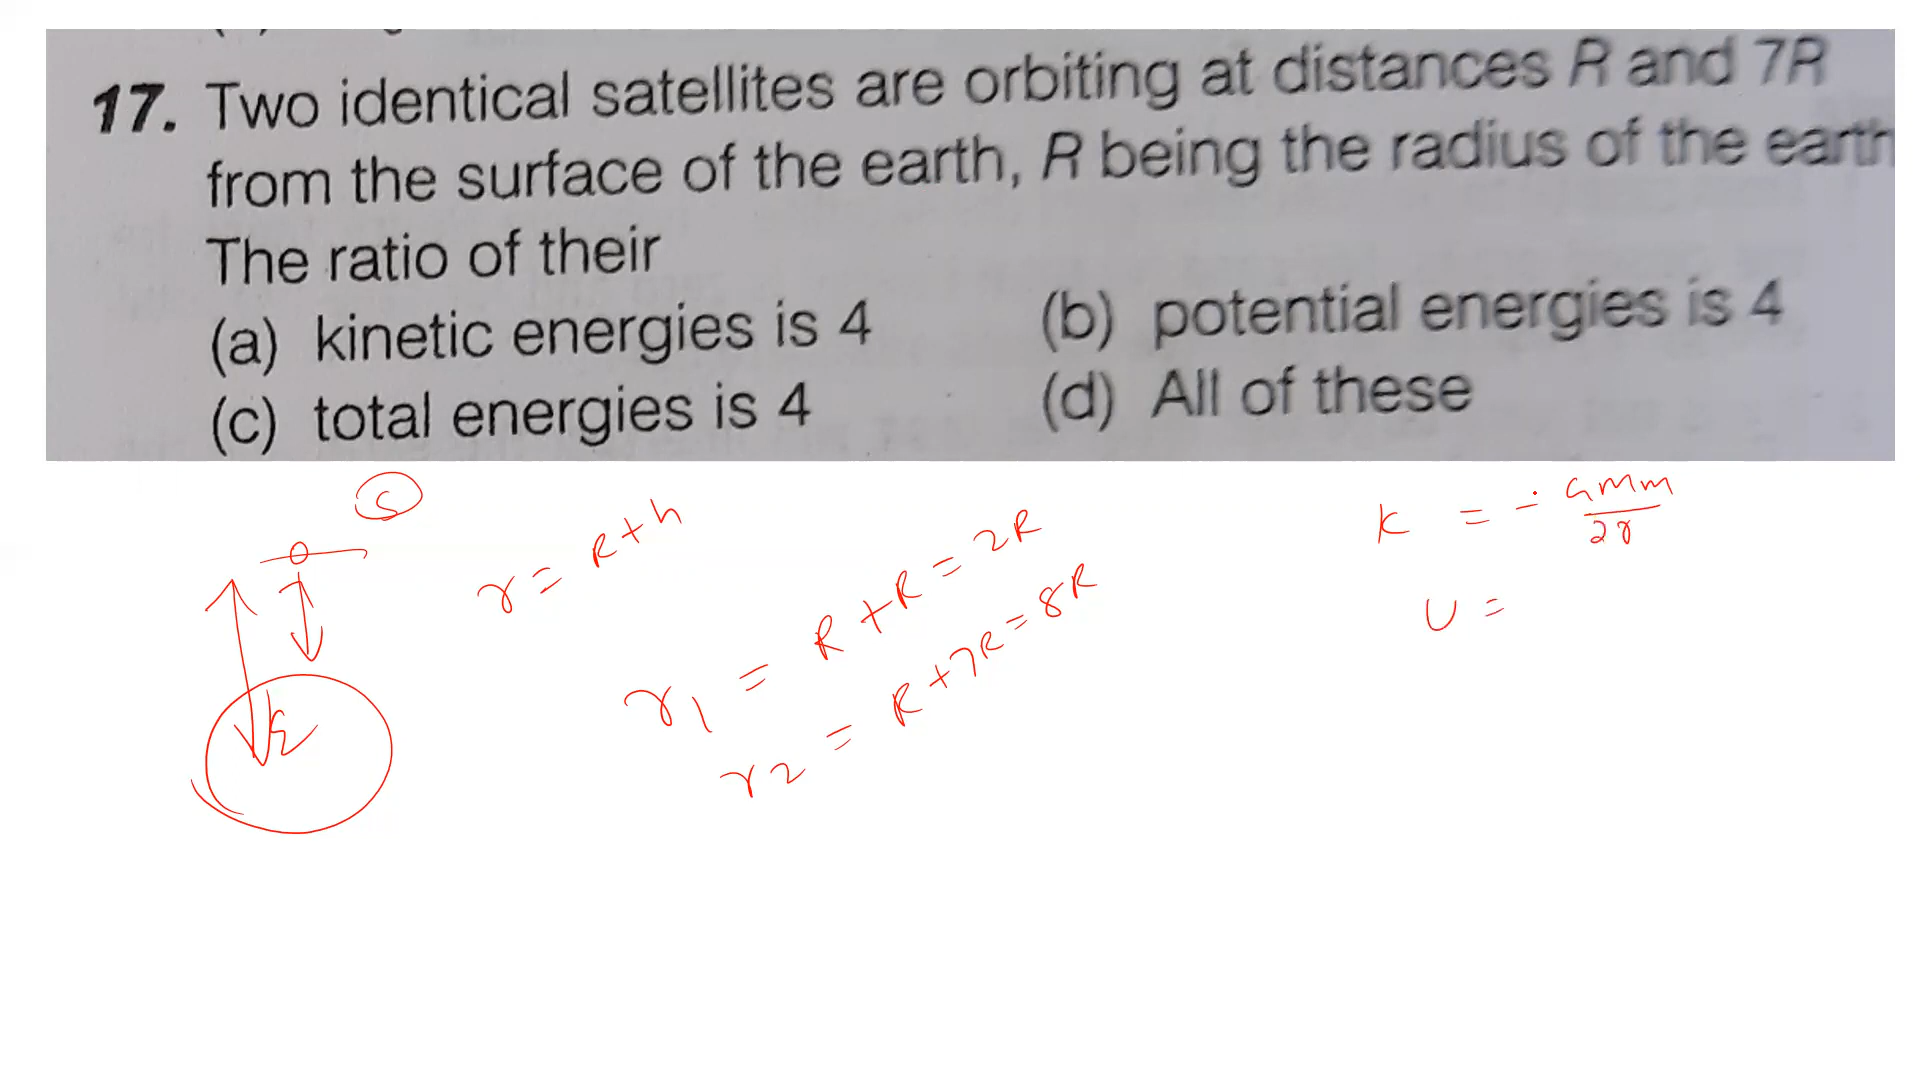 17. Two identical satellites are orbiting at distances R and 7R
from the surface of the earth, R being the radius of the earth
The ratio of their
(a) kinetic energies is 4 (b) potential energies is 4
(c) total energies is 4 (d) All of these
S
r = R + h
r1 = R + R = 2R
r2 = R + 7R = 8R
K = - GMm / 2r
U =